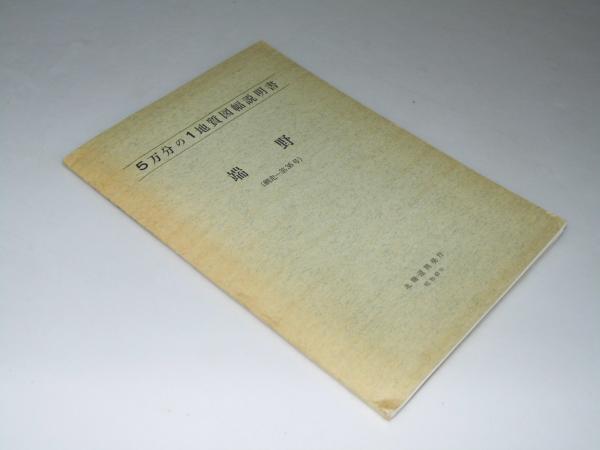 5万分の1地質図幅説明書
端野
(網走—第36号)
北海道開発庁